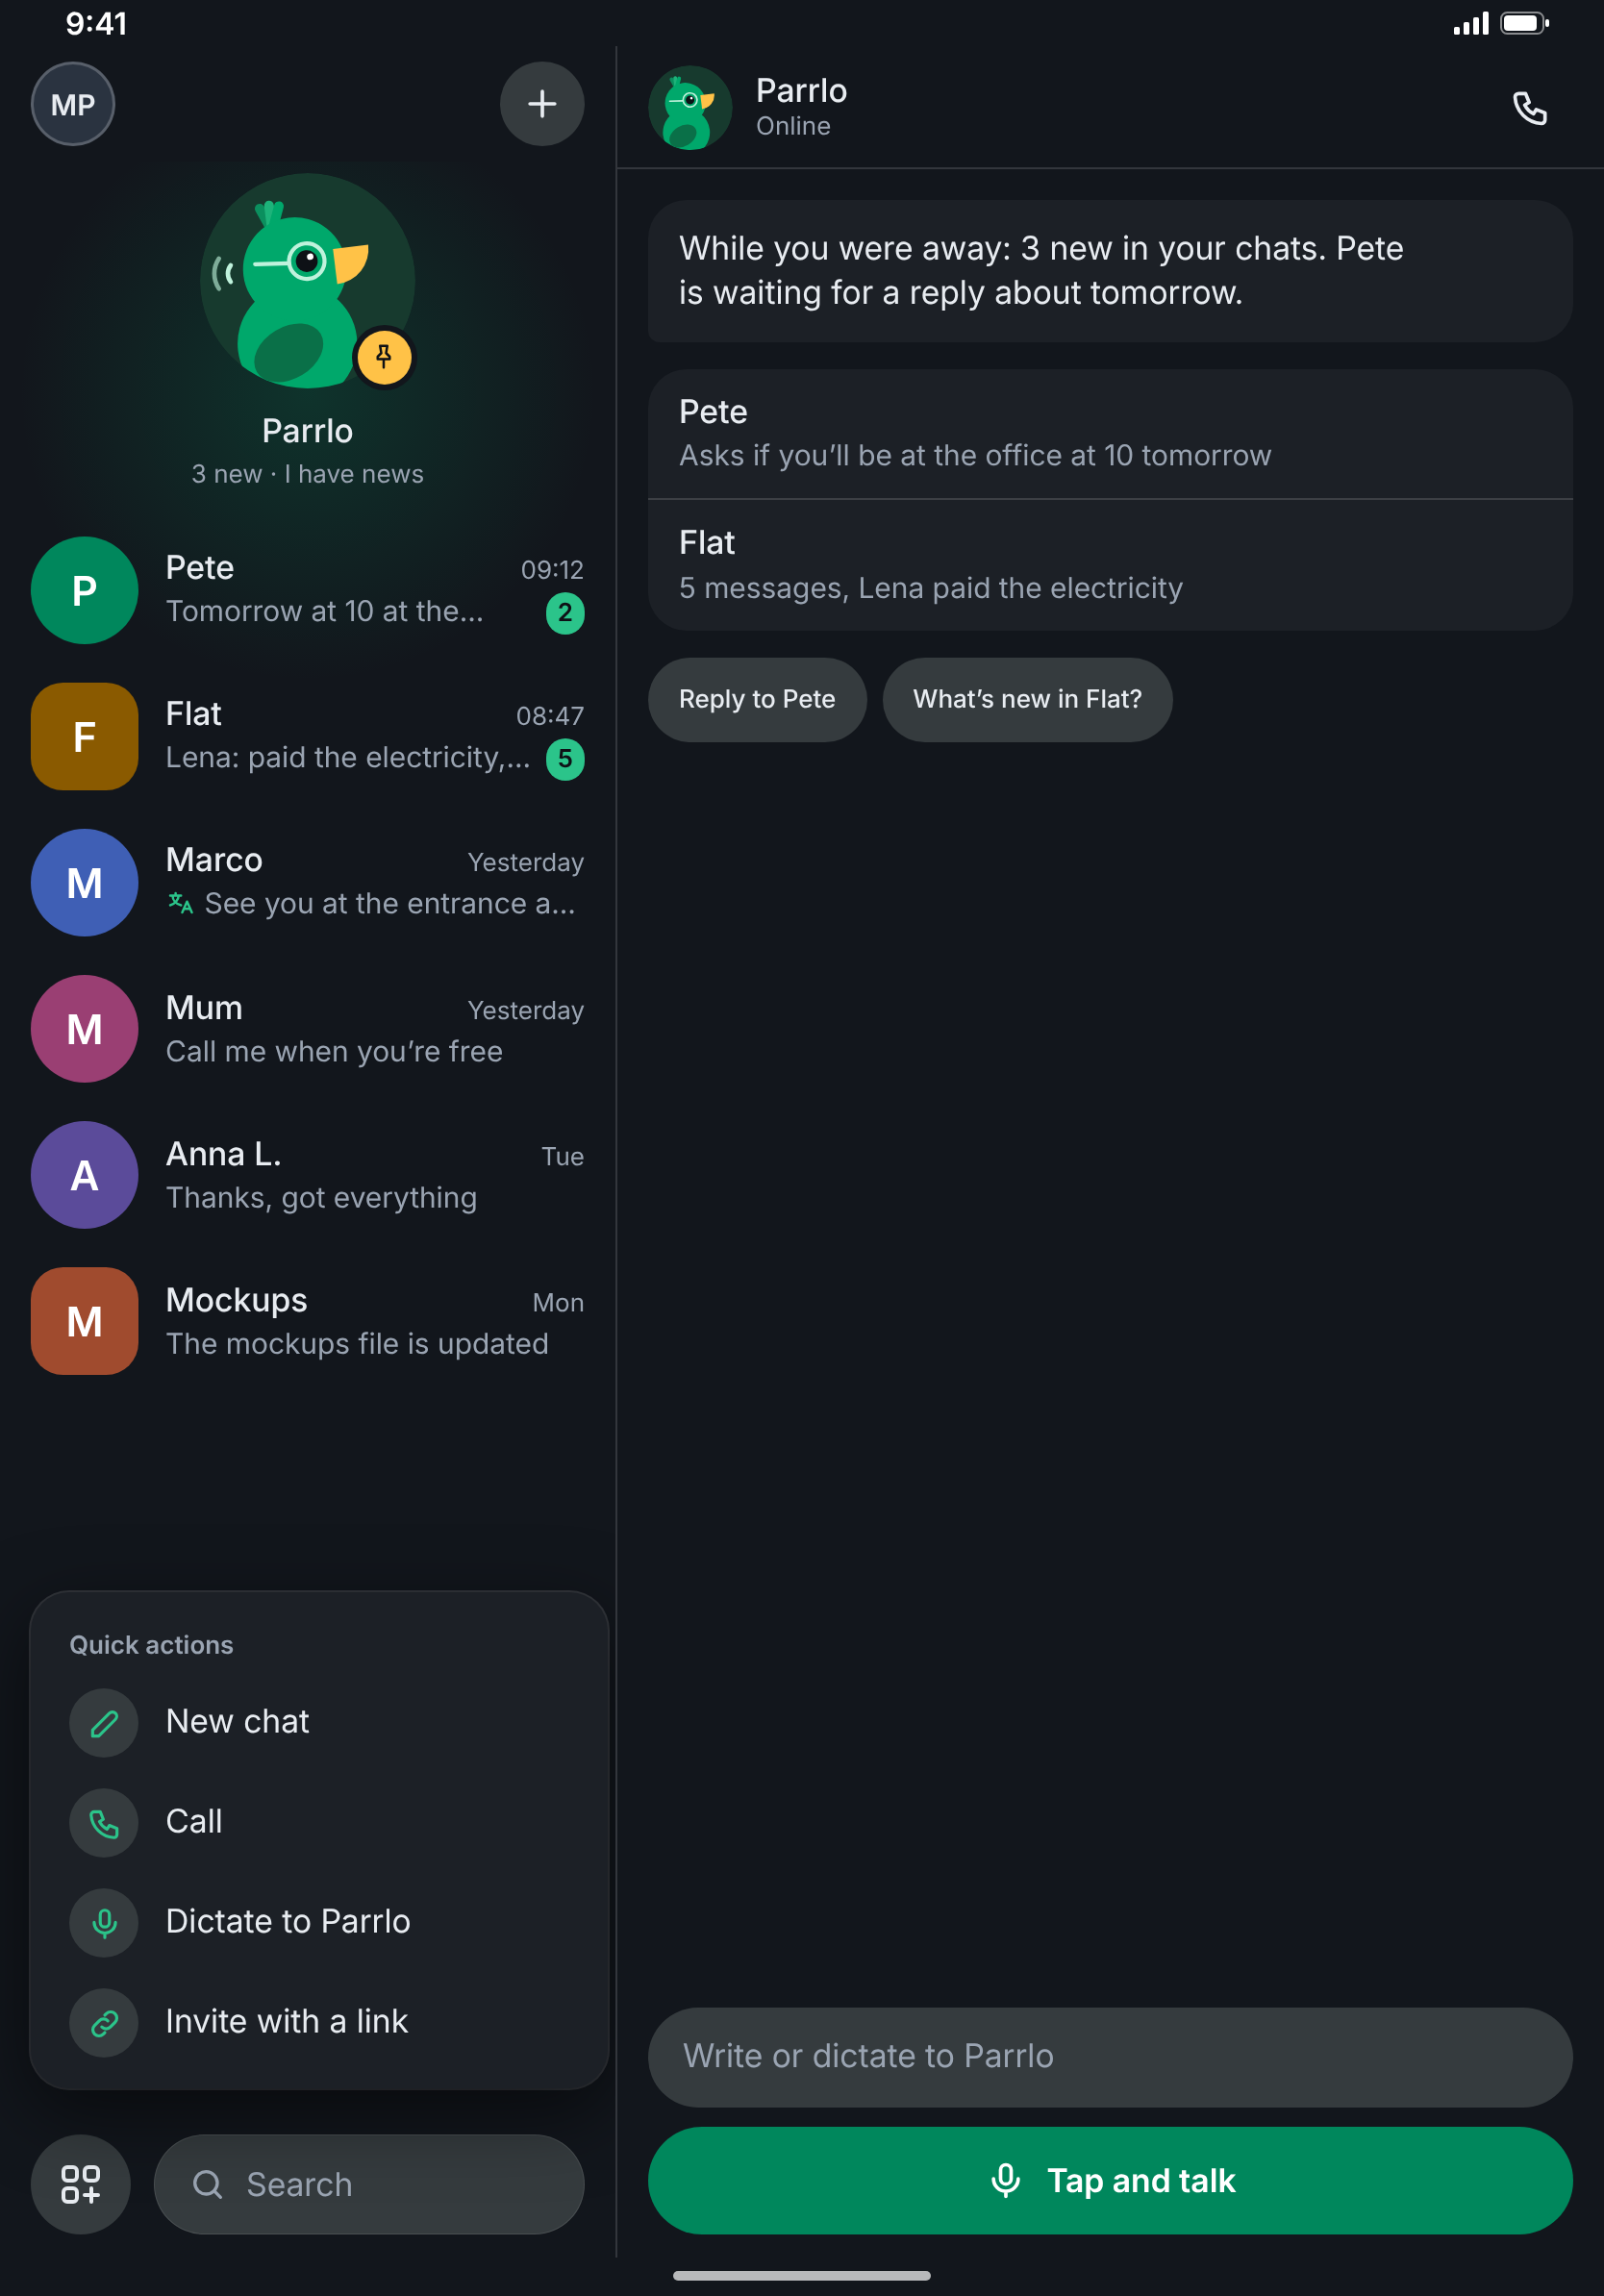 9:41
MP
Parrlo
3 new · I have news
Pete
09:12
Tomorrow at 10 at the...
2
P
Flat
08:47
Lena: paid the electricity,...
5
F
Marco
Yesterday
See you at the entrance a...
M
Mum
Yesterday
Call me when you’re free
M
Anna L.
Tue
Thanks, got everything
A
Mockups
Mon
The mockups file is updated
M
Quick actions
New chat
Call
Dictate to Parrlo
Invite with a link
Search
Parrlo
Online
While you were away: 3 new in your chats. Pete
is waiting for a reply about tomorrow.
Pete
Asks if you’ll be at the office at 10 tomorrow
Flat
5 messages, Lena paid the electricity
Reply to Pete
What’s new in Flat?
Write or dictate to Parrlo
Tap and talk